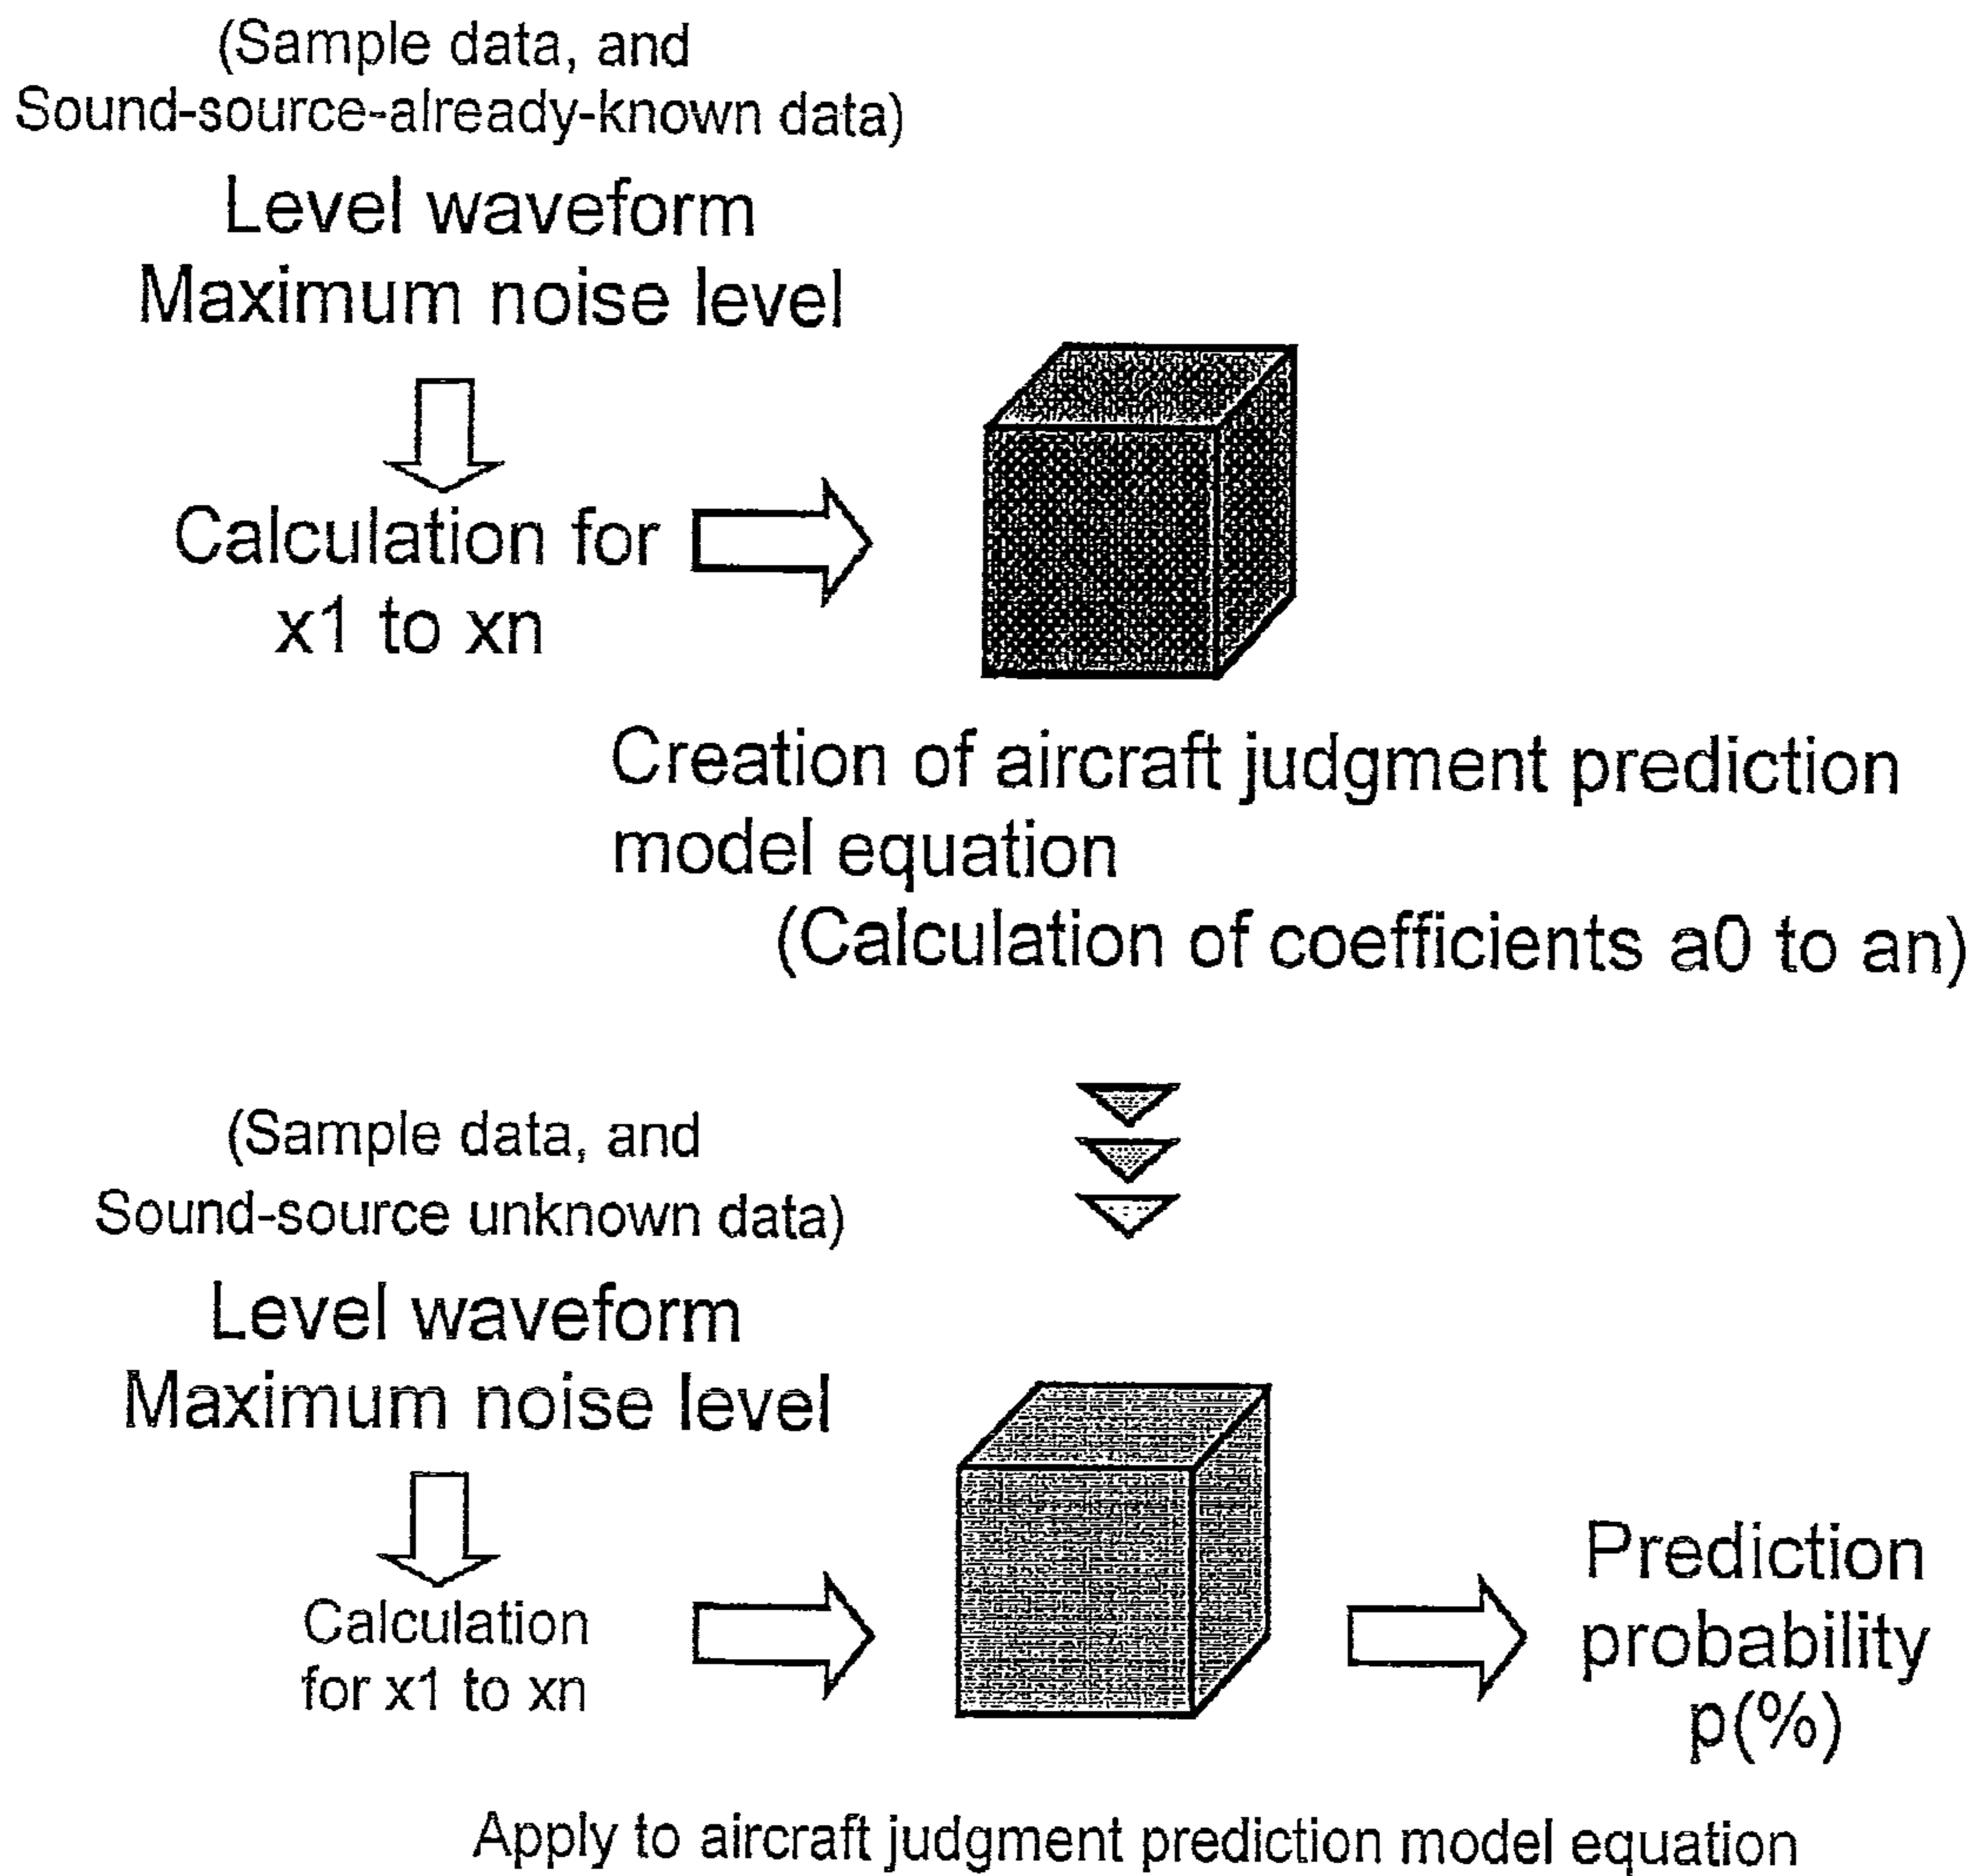 (Sample data, and
Sound-source-already-known data)
Level waveform
Maximum noise level
Calculation for
x1 to xn
Creation of aircraft judgment prediction
model equation
(Calculation of coefficients a0 to an)
(Sample data, and
Sound-source unknown data)
Level waveform
Maximum noise level
Calculation
for x1 to xn
Prediction
probability
p(%)
Apply to aircraft judgment prediction model equation